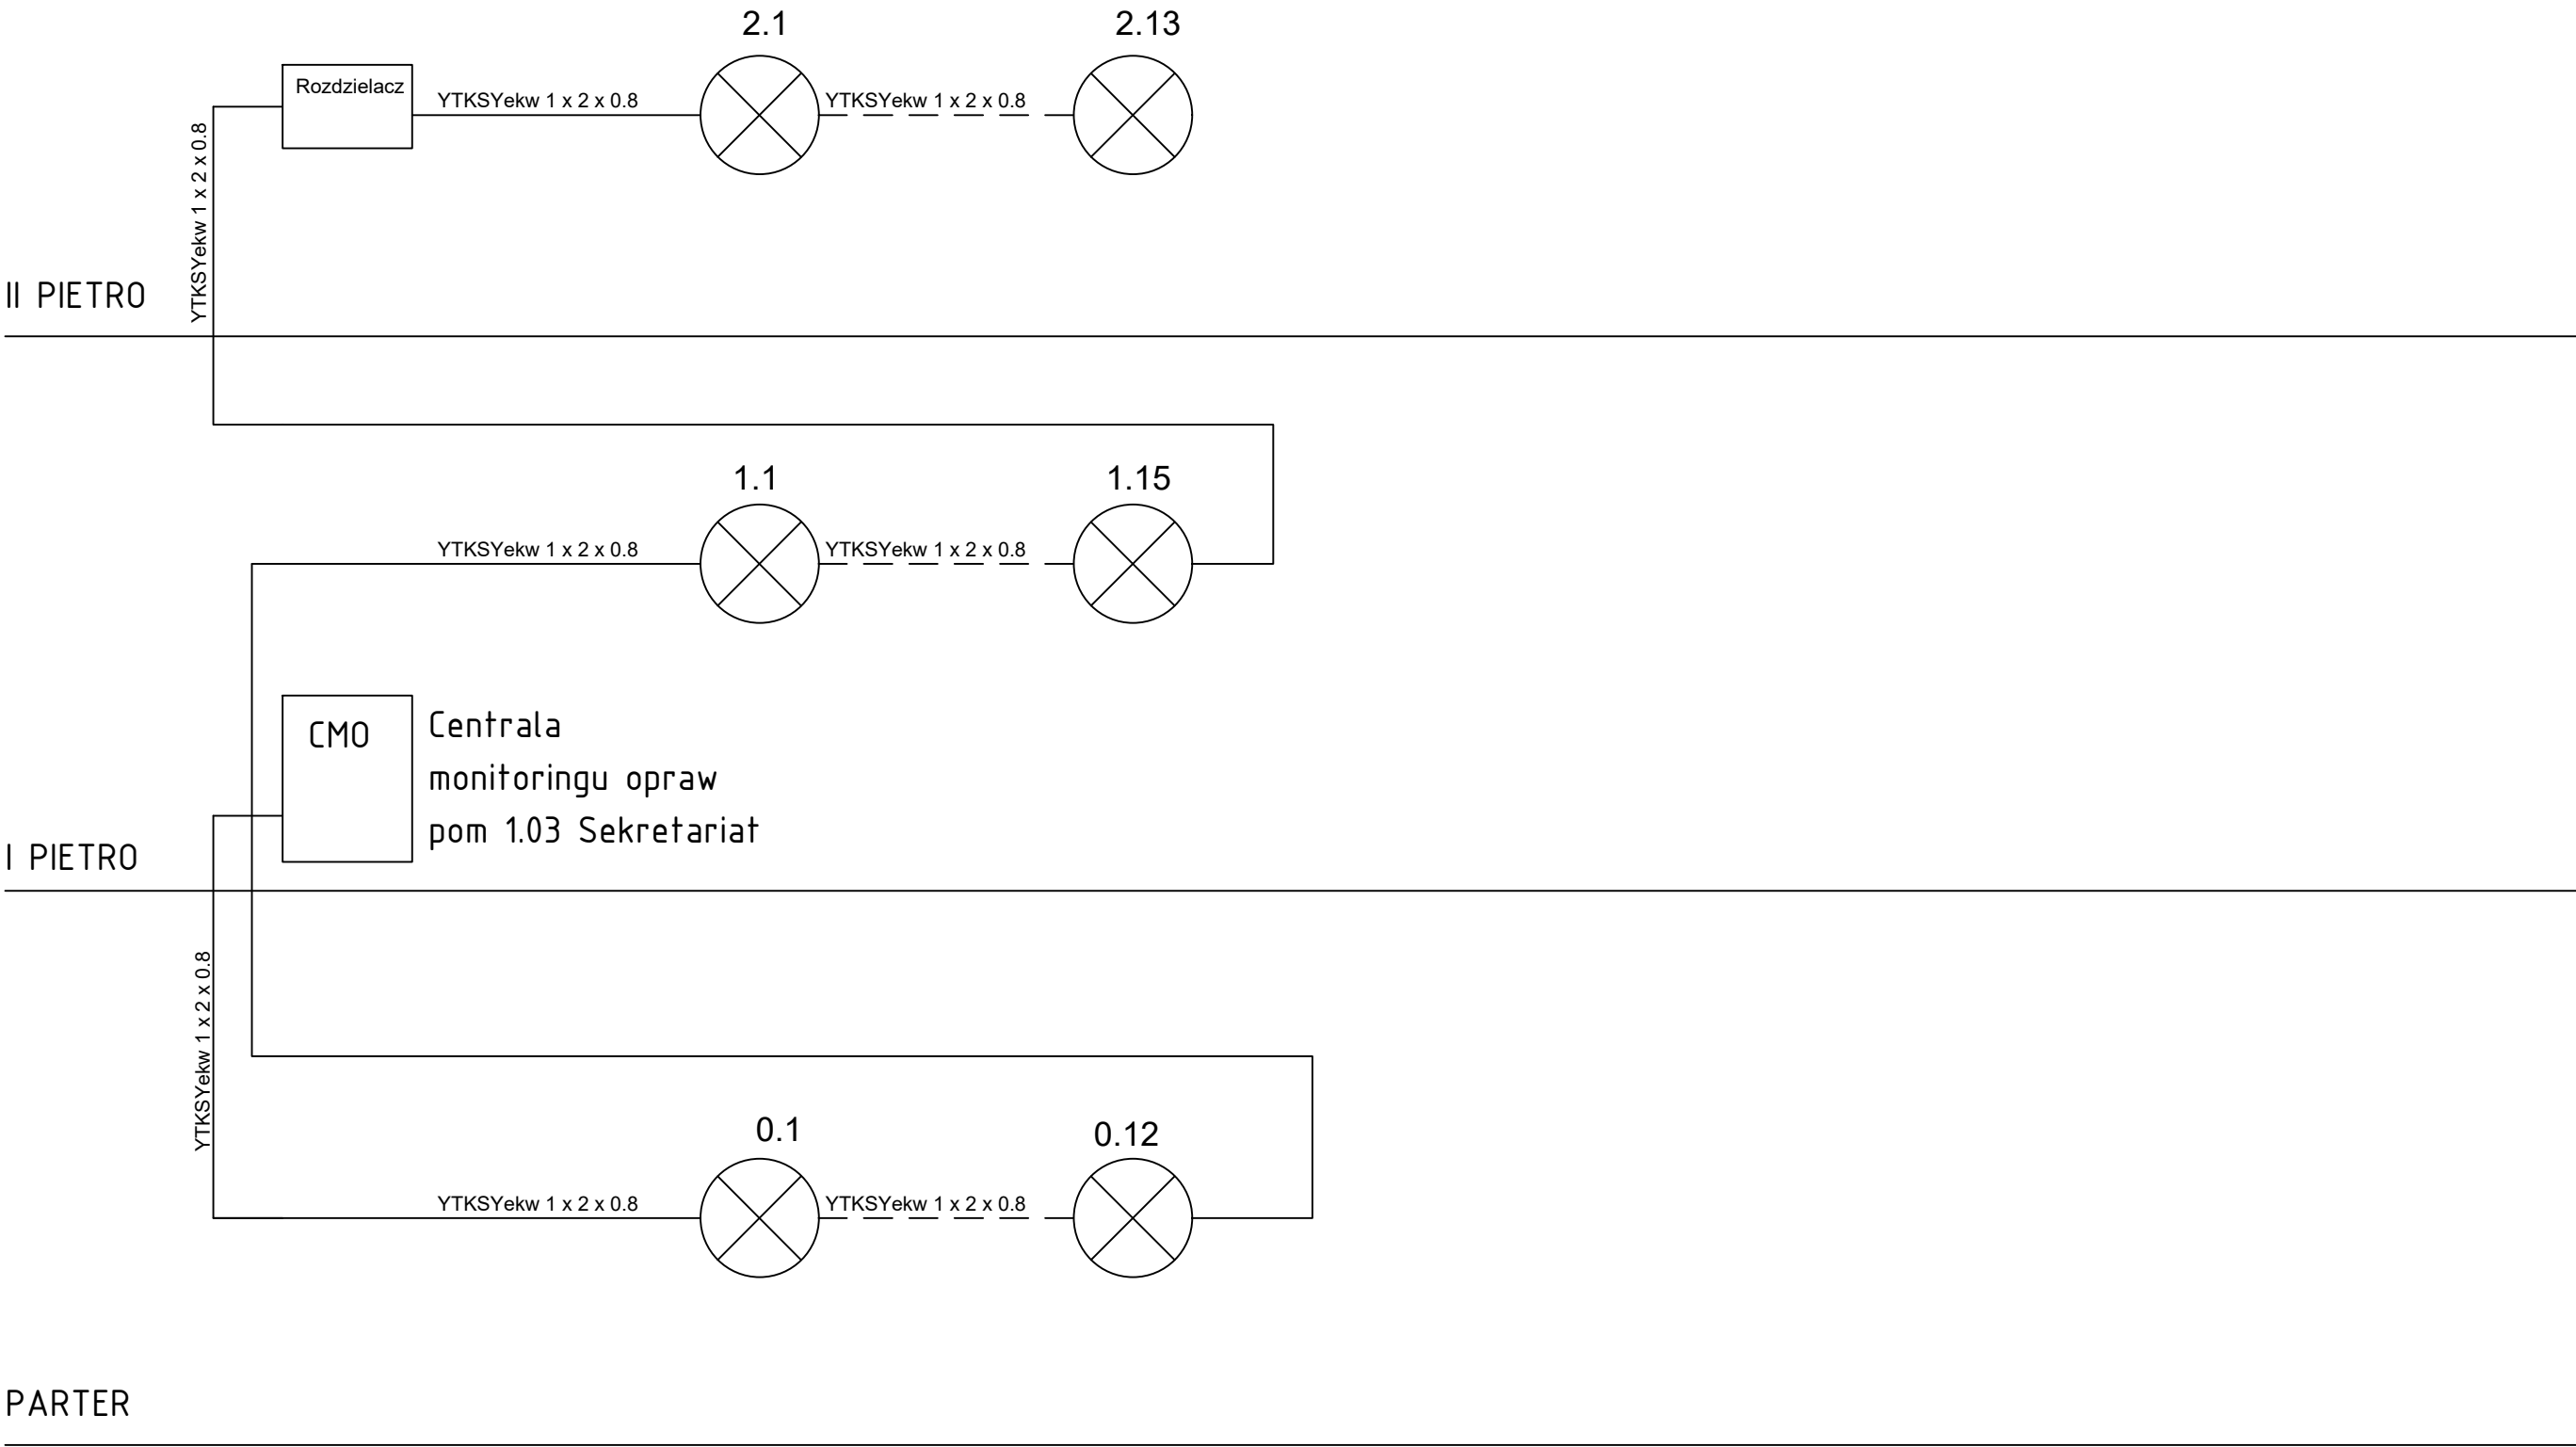 2.1
2.13
Rozdzielacz
YTKSYekw 1 x 2 x 0.8
YTKSYekw 1 x 2 x 0.8
YTKSYekw 1 x 2 x 0.8
II PIETRO
1.1
1.15
YTKSYekw 1 x 2 x 0.8
YTKSYekw 1 x 2 x 0.8
CMO
Centrala
monitoringu opraw
pom 1.03 Sekretariat
I PIETRO
YTKSYekw 1 x 2 x 0.8
0.1
0.12
YTKSYekw 1 x 2 x 0.8
YTKSYekw 1 x 2 x 0.8
PARTER